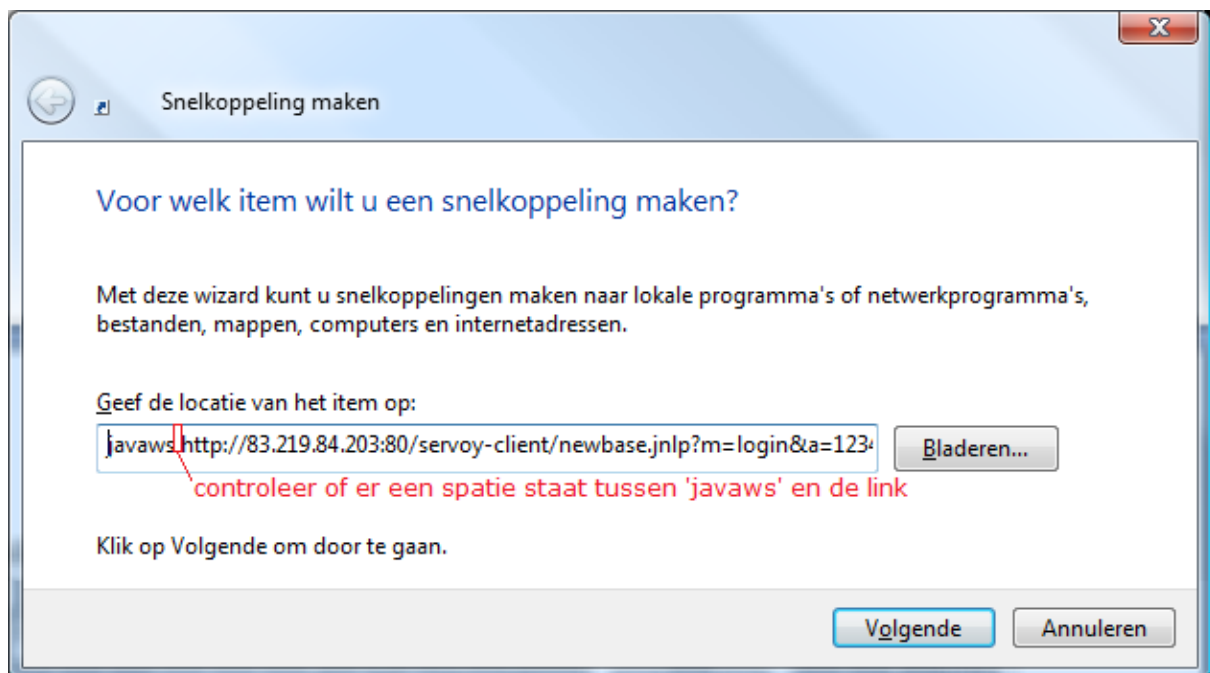 Snelkoppeling maken
Voor welk item wilt u een snelkoppeling maken?
Met deze wizard kunt u snelkoppelingen maken naar lokale programma's of netwerkprogramma's,
bestanden, mappen, computers en internetadressen.
Geef de locatie van het item op:
javaws http://83.219.84.203:80/servoy-client/newbase.jnlp?m=login&a=1234
Bladeren...
controleer of er een spatie staat tussen 'javaws' en de link
Klik op Volgende om door te gaan.
Volgende
Annuleren